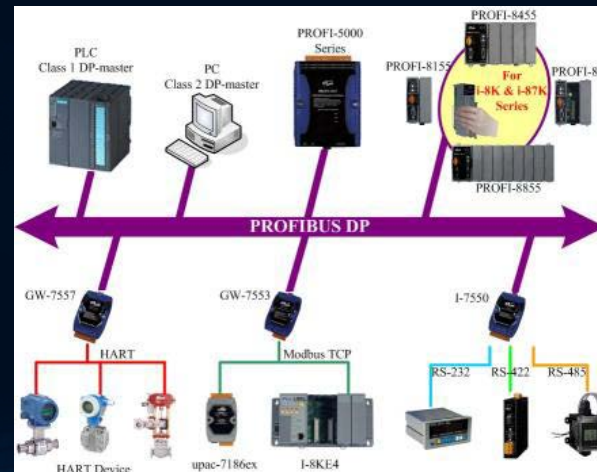 PLC
Class 1 DP-master
PC
Class 2 DP-master
PROFI-5000
Series
PROFI-8455
PROFI-8155
For
i-8K & i-87K
Series
PROFI-8
PROFI-8855
PROFIBUS DP
GW-7557
GW-7553
I-7550
HART
Modbus TCP
RS-232
RS-422
RS-485
HART Device
upac-7186ex
I-8KE4